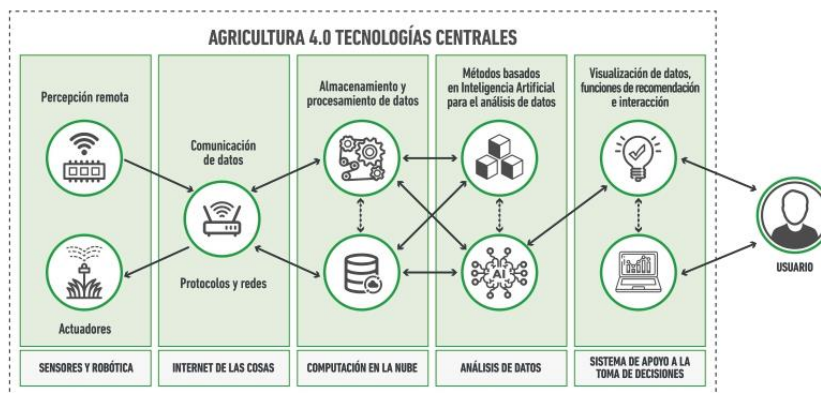 AGRICULTURA 4.0 TECNOLOGÍAS CENTRALES
Percepción remota
Actuadores
SENSORES Y ROBÓTICA
Comunicación
de datos
Protocolos y redes
INTERNET DE LAS COSAS
Almacenamiento y
procesamiento de datos
COMPUTACIÓN EN LA NUBE
Métodos basados
en Inteligencia Artificial
para el análisis de datos
AI
ANÁLISIS DE DATOS
Visualización de datos,
funciones de recomendación
e interacción
SISTEMA DE APOYO A LA
TOMA DE DECISIONES
USUARIO